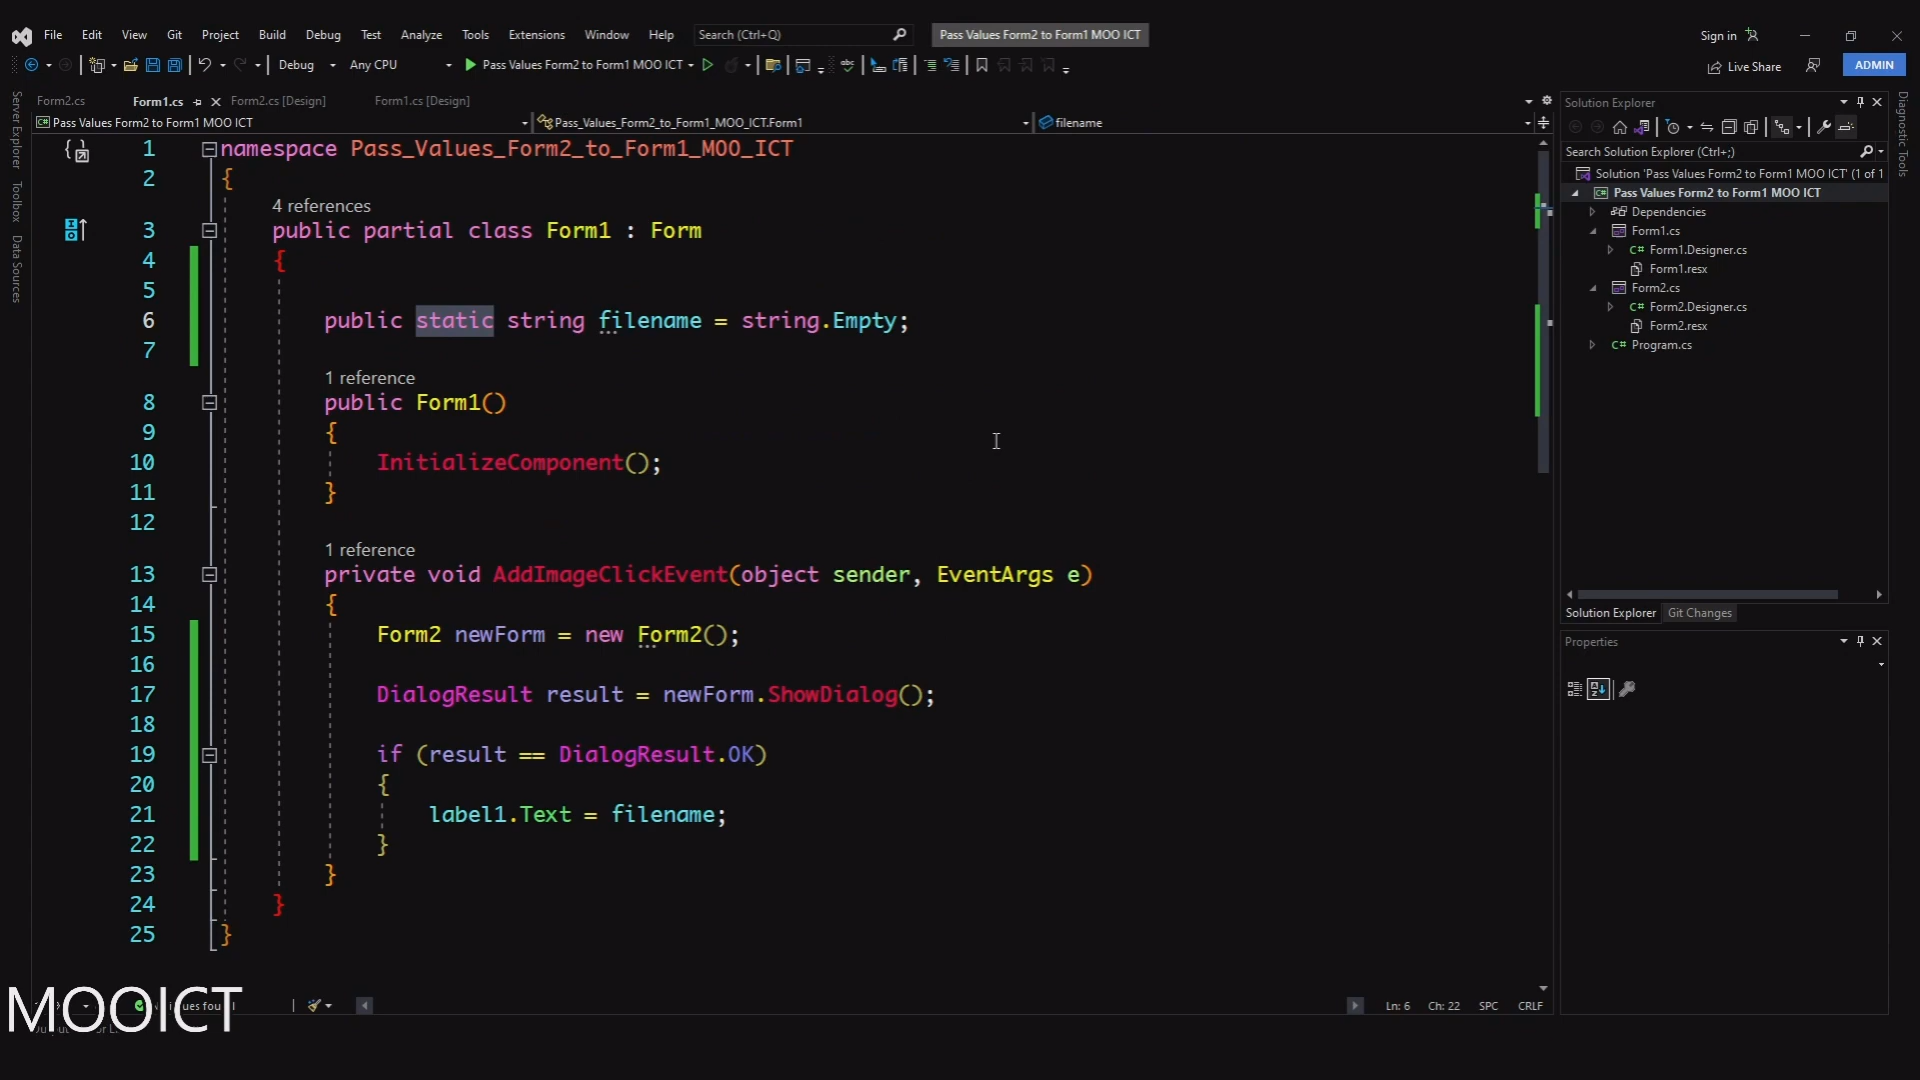 File Edit View Git Project Build Debug Test Analyze Tools Extensions Window Help Search (Ctrl+Q) Pass Values Form2 to Form1 MOO ICT Sign in
Debug Any CPU Pass Values Form2 to Form1 MOO ICT Live Share ADMIN
Form2.cs Form1.cs Form2.cs [Design] Form1.cs [Design]
Pass Values Form2 to Form1 MOO ICT Pass_Values_Form2_to_Form1_MOO_ICT.Form1 filename
Server Explorer
Toolbox
Data Sources
1 namespace Pass_Values_Form2_to_Form1_MOO_ICT
2 {
4 references
3 public partial class Form1 : Form
4 {
5
6 public static string filename = string.Empty;
7
1 reference
8 public Form1()
9 {
10 InitializeComponent();
11 }
12
1 reference
13 private void AddImageClickEvent(object sender, EventArgs e)
14 {
15 Form2 newForm = new Form2();
16
17 DialogResult result = newForm.ShowDialog();
18
19 if (result == DialogResult.OK)
20 {
21 label1.Text = filename;
22 }
23 }
24 }
25 }
Ln: 6 Ch: 22 SPC CRLF
MOOICT
Solution Explorer
Search Solution Explorer (Ctrl+;)
Solution 'Pass Values Form2 to Form1 MOO ICT' (1 of 1
Pass Values Form2 to Form1 MOO ICT
Dependencies
Form1.cs
C# Form1.Designer.cs
Form1.resx
Form2.cs
C# Form2.Designer.cs
Form2.resx
C# Program.cs
Solution Explorer Git Changes
Properties
Diagnostic Tools